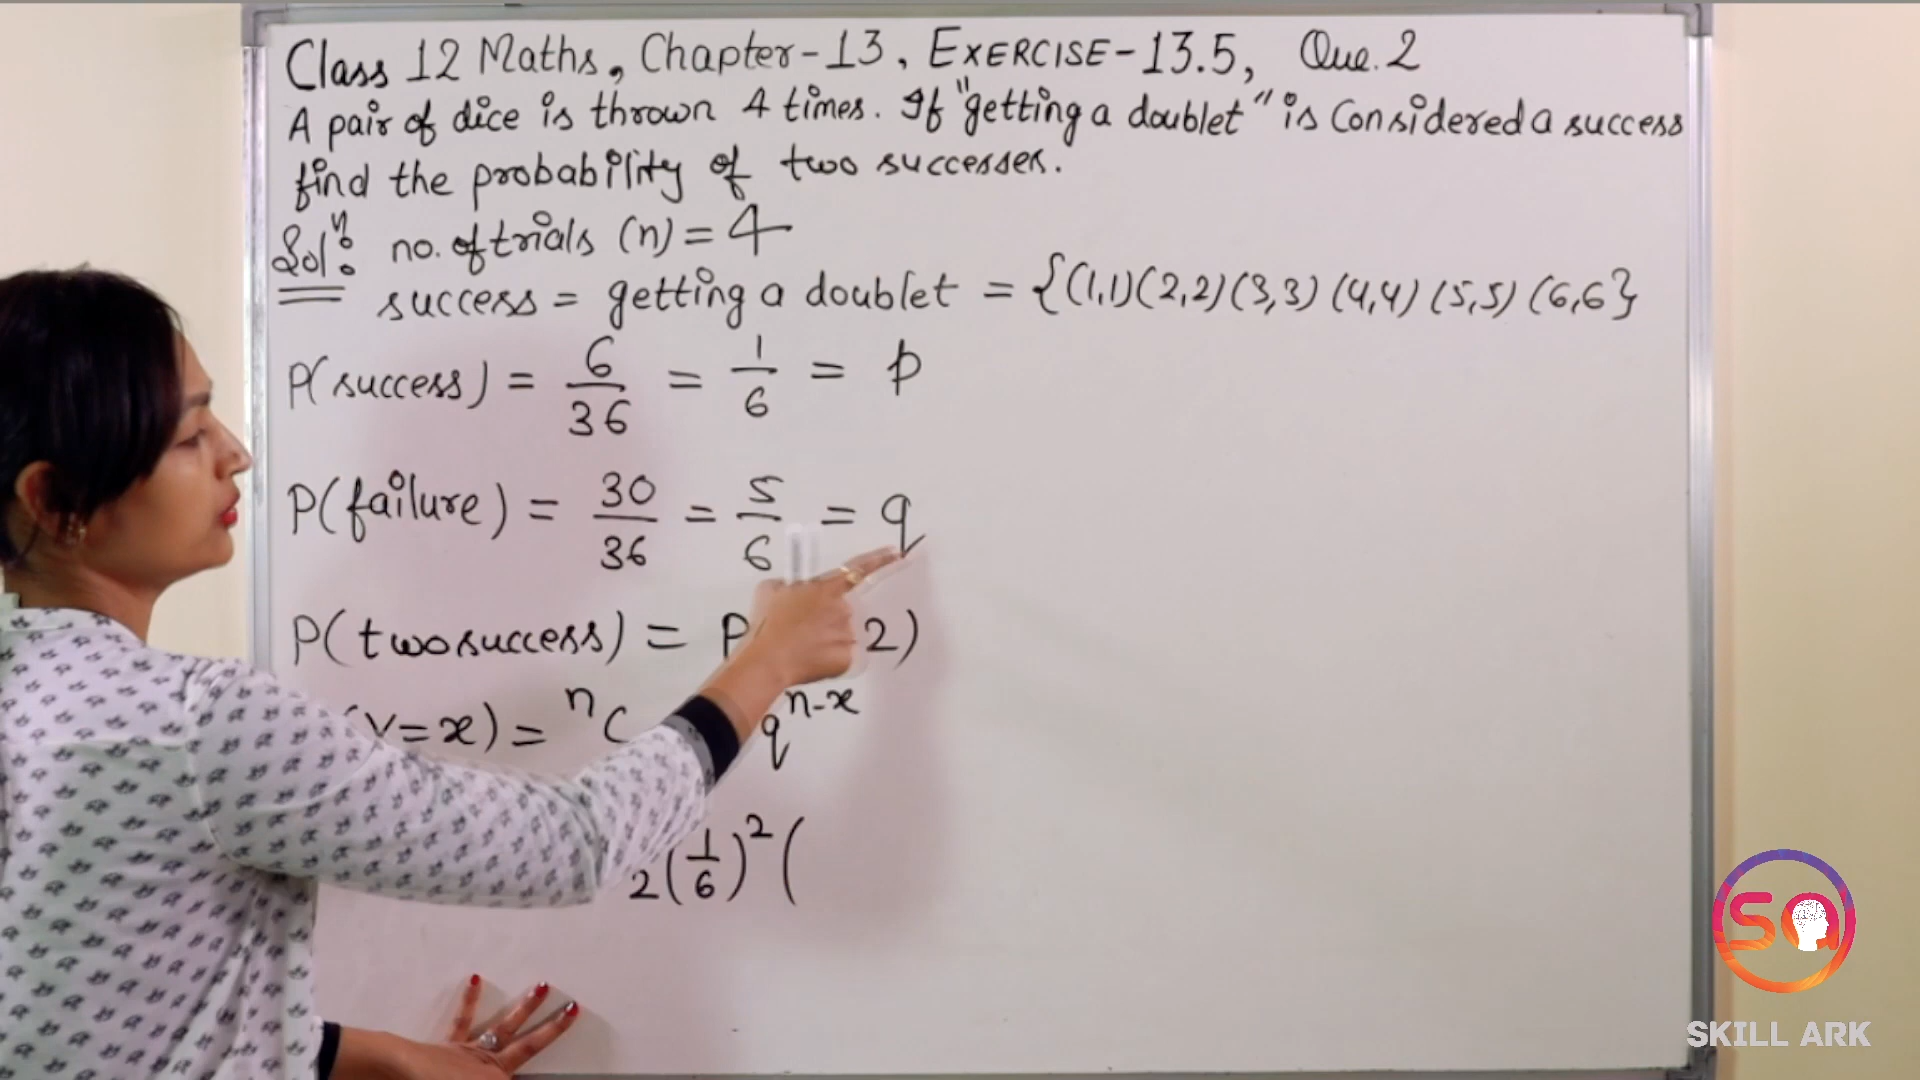 Class 12 Maths, Chapter-13, EXERCISE-13.5, Que. 2
A pair of dice is thrown 4 times. If "getting a doublet" is Considered a success
find the probability of two successes.
Solⁿ: no. of trials (n) = 4
success = getting a doublet = {(1,1)(2,2)(3,3)(4,4)(5,5)(6,6}
P(success) = 6/36 = 1/6 = p
P(failure) = 30/36 = 5/6 = q
P(two success) = P 2)
=x) = ⁿC q^(n-x)
2(1/6)²(
SA
SKILL ARK